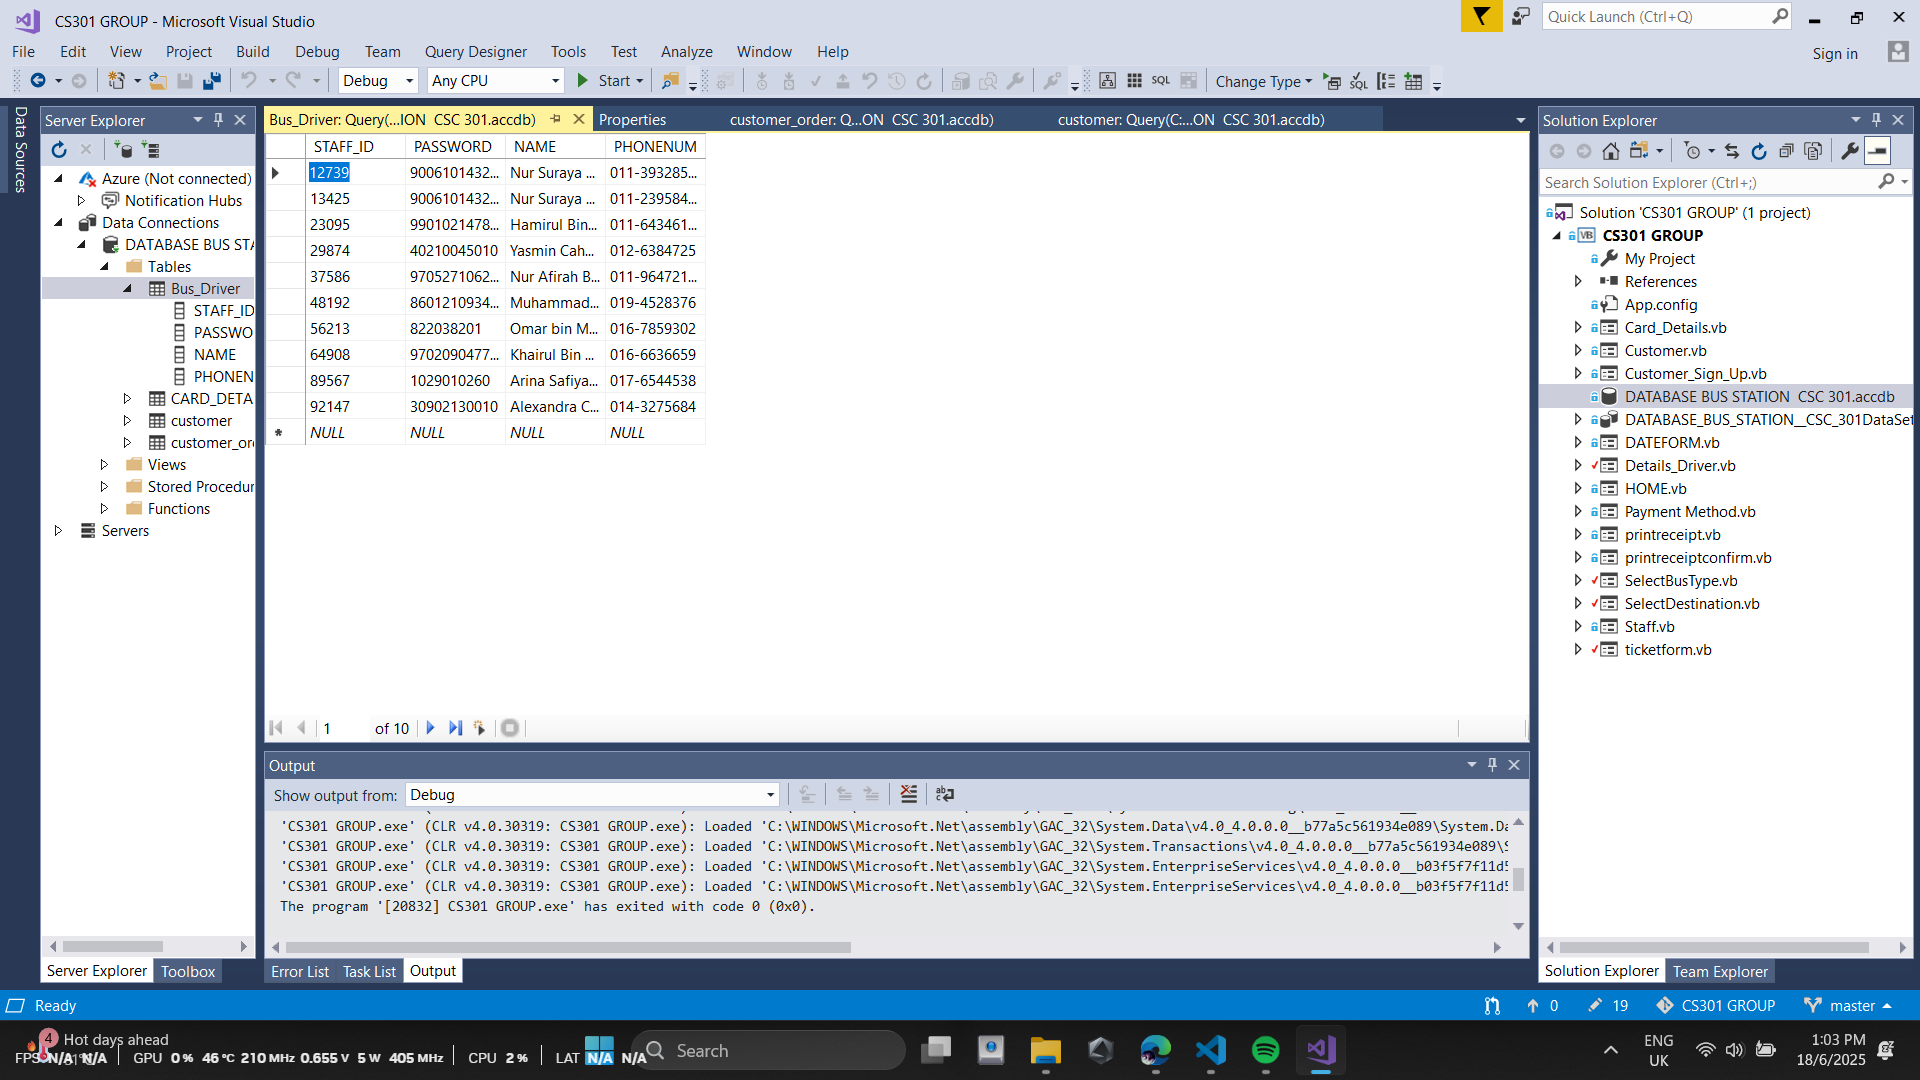 CS301 GROUP - Microsoft Visual Studio
Quick Launch (Ctrl+Q)
File Edit View Project Build Debug Team Query Designer Tools Test Analyze Window Help
Sign in
Debug Any CPU Start SQL Change Type
Data Sources
Server Explorer
Azure (Not connected)
Notification Hubs
Data Connections
DATABASE BUS STA
Tables
Bus_Driver
STAFF_ID
PASSWO
NAME
PHONEN
CARD_DETA
customer
customer_or
Views
Stored Procedur
Functions
Servers
Server Explorer Toolbox
Bus_Driver: Query(...ION CSC 301.accdb) Properties customer_order: Q...ON CSC 301.accdb) customer: Query(C:...ON CSC 301.accdb)
STAFF_ID PASSWORD NAME PHONENUM
12739 9006101432... Nur Suraya ... 011-393285...
13425 9006101432... Nur Suraya ... 011-239584...
23095 9901021478... Hamirul Bin... 011-643461...
29874 40210045010 Yasmin Cah... 012-6384725
37586 9705271062... Nur Afirah B... 011-964721...
48192 8601210934... Muhammad... 019-4528376
56213 822038201 Omar bin M... 016-7859302
64908 9702090477... Khairul Bin ... 016-6636659
89567 1029010260 Arina Safiya... 017-6544538
92147 30902130010 Alexandra C... 014-3275684
* NULL NULL NULL NULL
1 of 10
Output
Show output from: Debug
'CS301 GROUP.exe' (CLR v4.0.30319: CS301 GROUP.exe): Loaded 'C:\WINDOWS\Microsoft.Net\assembly\GAC_32\System.Data\v4.0_4.0.0.0__b77a5c561934e089\System.Da
'CS301 GROUP.exe' (CLR v4.0.30319: CS301 GROUP.exe): Loaded 'C:\WINDOWS\Microsoft.Net\assembly\GAC_32\System.Transactions\v4.0_4.0.0.0__b77a5c561934e089\S
'CS301 GROUP.exe' (CLR v4.0.30319: CS301 GROUP.exe): Loaded 'C:\WINDOWS\Microsoft.Net\assembly\GAC_32\System.EnterpriseServices\v4.0_4.0.0.0__b03f5f7f11d5
'CS301 GROUP.exe' (CLR v4.0.30319: CS301 GROUP.exe): Loaded 'C:\WINDOWS\Microsoft.Net\assembly\GAC_32\System.EnterpriseServices\v4.0_4.0.0.0__b03f5f7f11d5
The program '[20832] CS301 GROUP.exe' has exited with code 0 (0x0).
Error List Task List Output
Solution Explorer
Search Solution Explorer (Ctrl+;)
Solution 'CS301 GROUP' (1 project)
VB CS301 GROUP
My Project
References
App.config
Card_Details.vb
Customer.vb
Customer_Sign_Up.vb
DATABASE BUS STATION CSC 301.accdb
DATABASE_BUS_STATION__CSC_301DataSet
DATEFORM.vb
Details_Driver.vb
HOME.vb
Payment Method.vb
printreceipt.vb
printreceiptconfirm.vb
SelectBusType.vb
SelectDestination.vb
Staff.vb
ticketform.vb
Solution Explorer Team Explorer
Ready 0 19 CS301 GROUP master
4 Hot days ahead
FPS N/A N/A GPU 0 % 46 °C 210 MHz 0.655 V 5 W 405 MHz CPU 2 % LAT N/A N/A
Search
ENG
UK
1:03 PM
18/6/2025